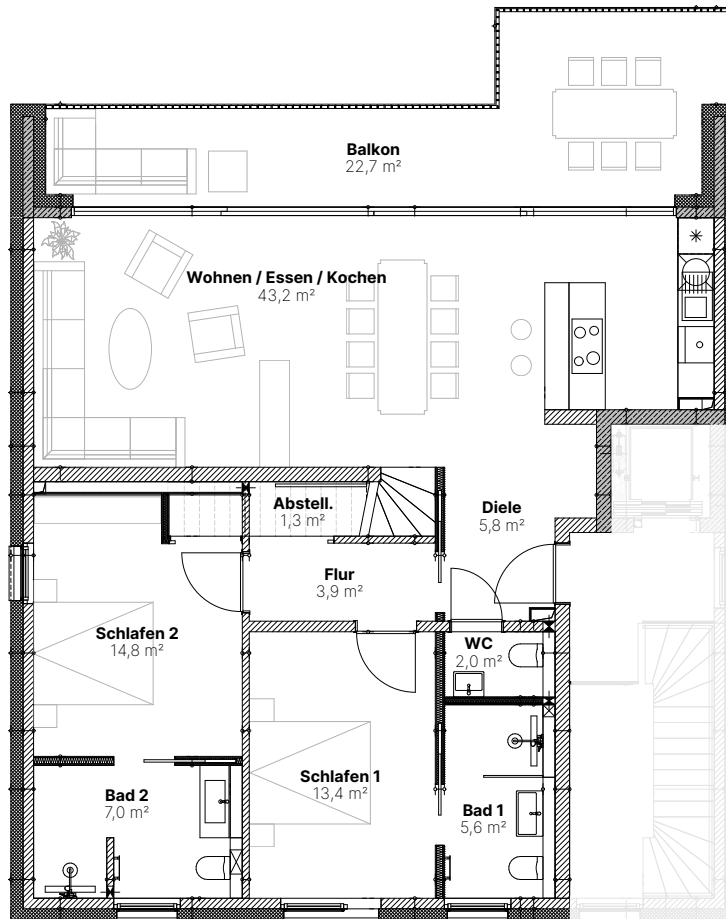 Balkon
22,7 m²
Wohnen / Essen / Kochen
43,2 m²
Abstell.
1,3 m²
Diele
5,8 m²
Flur
3,9 m²
Schlafen 2
14,8 m²
WC
2,0 m²
Schlafen 1
13,4 m²
Bad 2
7,0 m²
Bad 1
5,6 m²